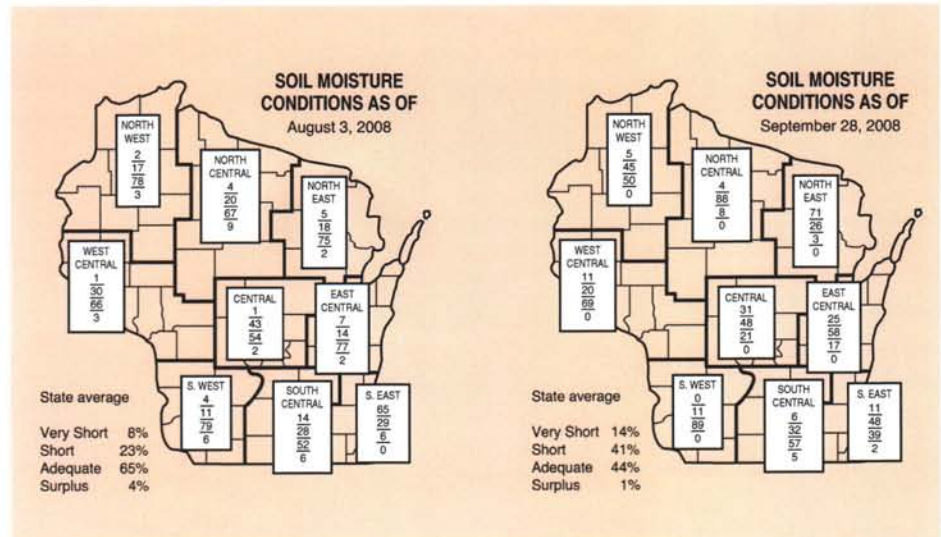 SOIL MOISTURE
CONDITIONS AS OF
August 3, 2008
NORTH
WEST
2
17
78
3
NORTH
CENTRAL
4
20
67
9
NORTH
EAST
5
18
75
2
WEST
CENTRAL
1
30
66
3
CENTRAL
1
43
54
2
EAST
CENTRAL
7
14
77
2
S. WEST
4
11
79
6
SOUTH
CENTRAL
14
28
52
6
S. EAST
65
29
6
0
State average
Very Short 8%
Short 23%
Adequate 65%
Surplus 4%
SOIL MOISTURE
CONDITIONS AS OF
September 28, 2008
NORTH
WEST
5
45
50
0
NORTH
CENTRAL
4
88
8
0
NORTH
EAST
71
26
3
0
WEST
CENTRAL
11
20
69
0
CENTRAL
31
48
21
0
EAST
CENTRAL
25
58
17
0
S. WEST
0
11
89
0
SOUTH
CENTRAL
6
32
57
5
S. EAST
11
48
39
2
State average
Very Short 14%
Short 41%
Adequate 44%
Surplus 1%